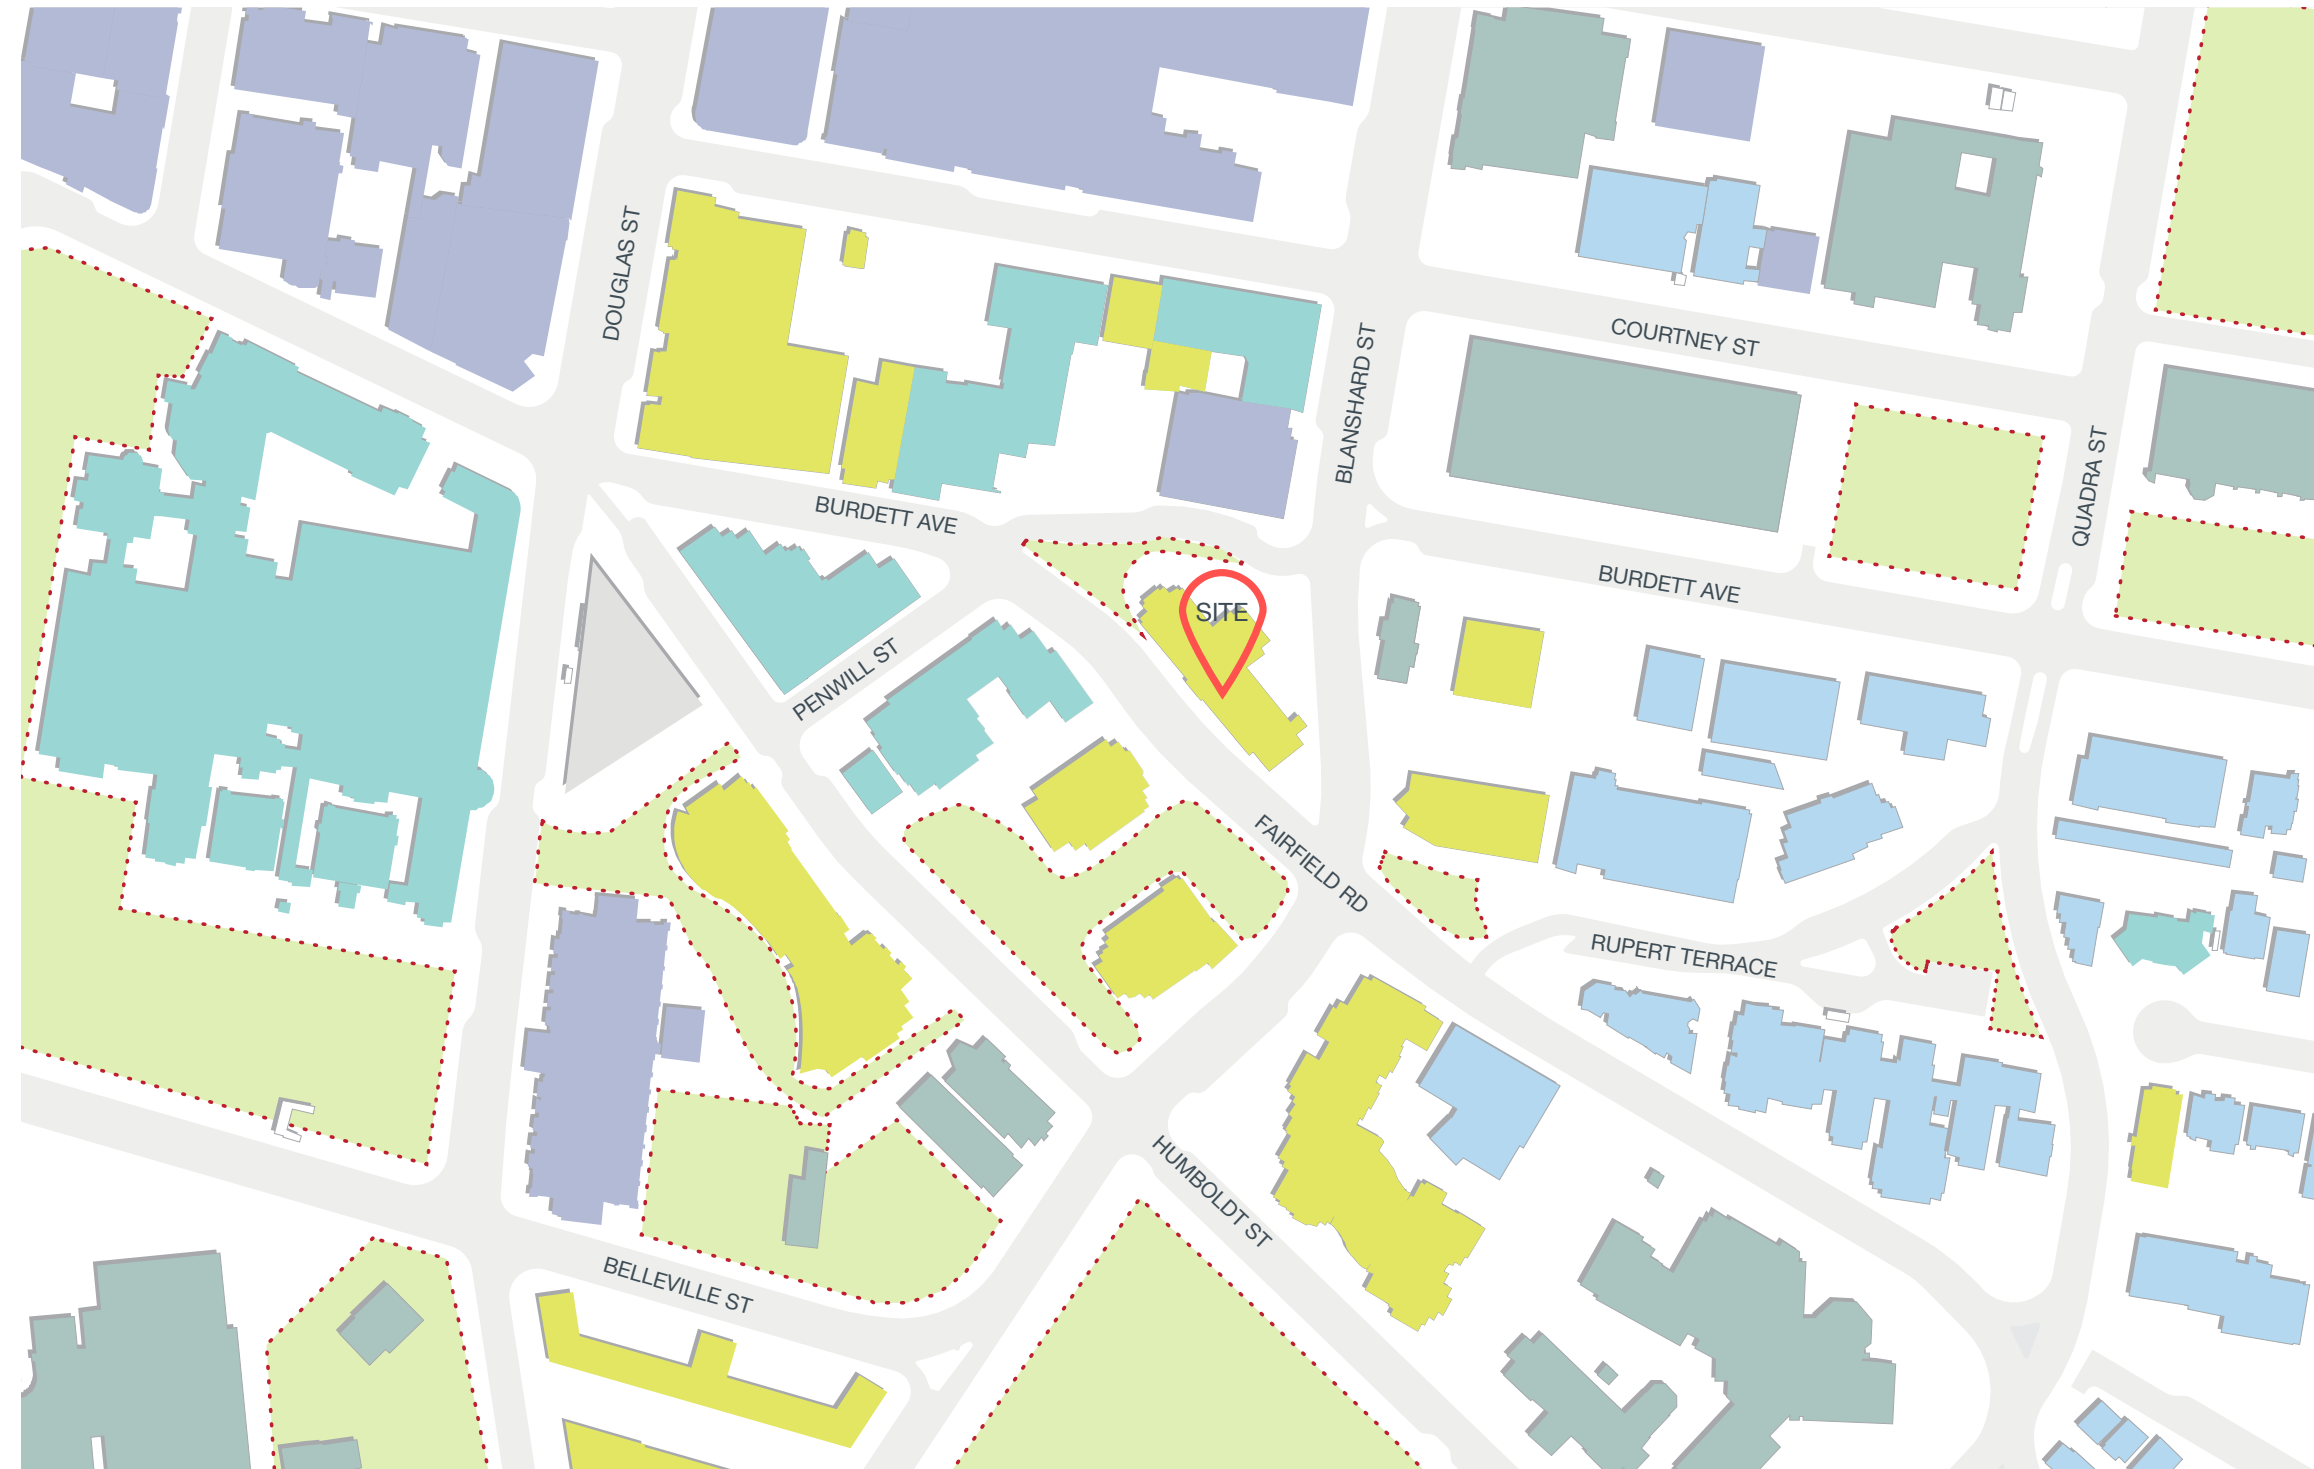 DOUGLAS ST
COURTNEY ST
BLANSHARD ST
QUADRA ST
BURDETT AVE
BURDETT AVE
SITE
PENWILL ST
FAIRFIELD RD
RUPERT TERRACE
HUMBOLDT ST
BELLEVILLE ST